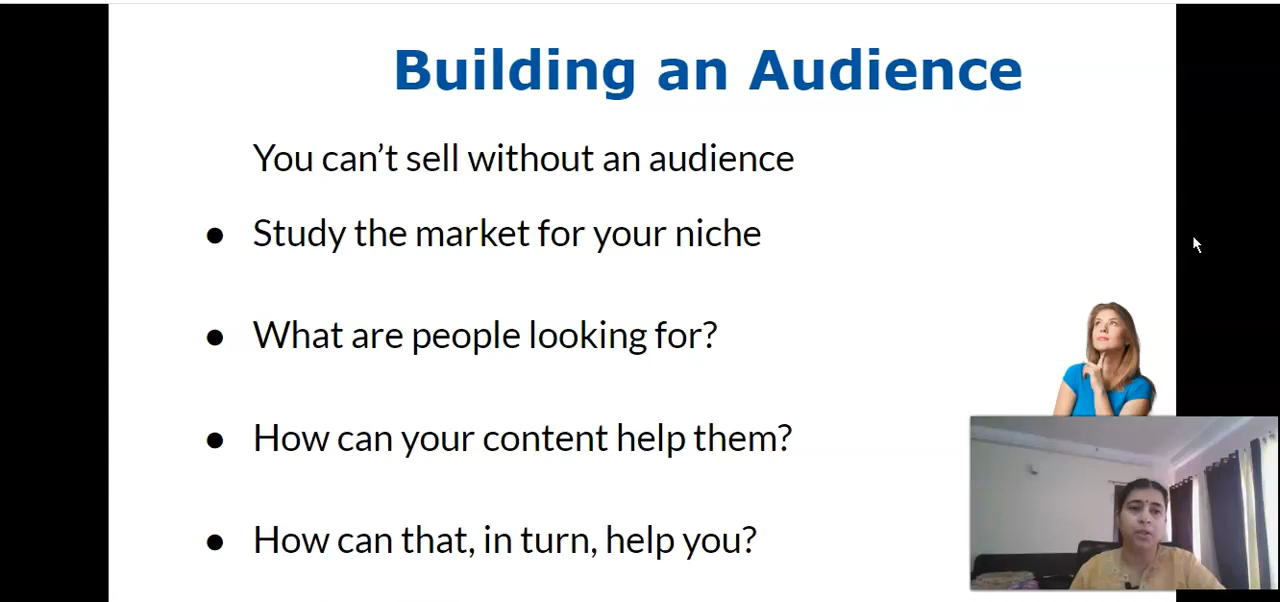 Building an Audience
You can’t sell without an audience
● Study the market for your niche
● What are people looking for?
● How can your content help them?
● How can that, in turn, help you?